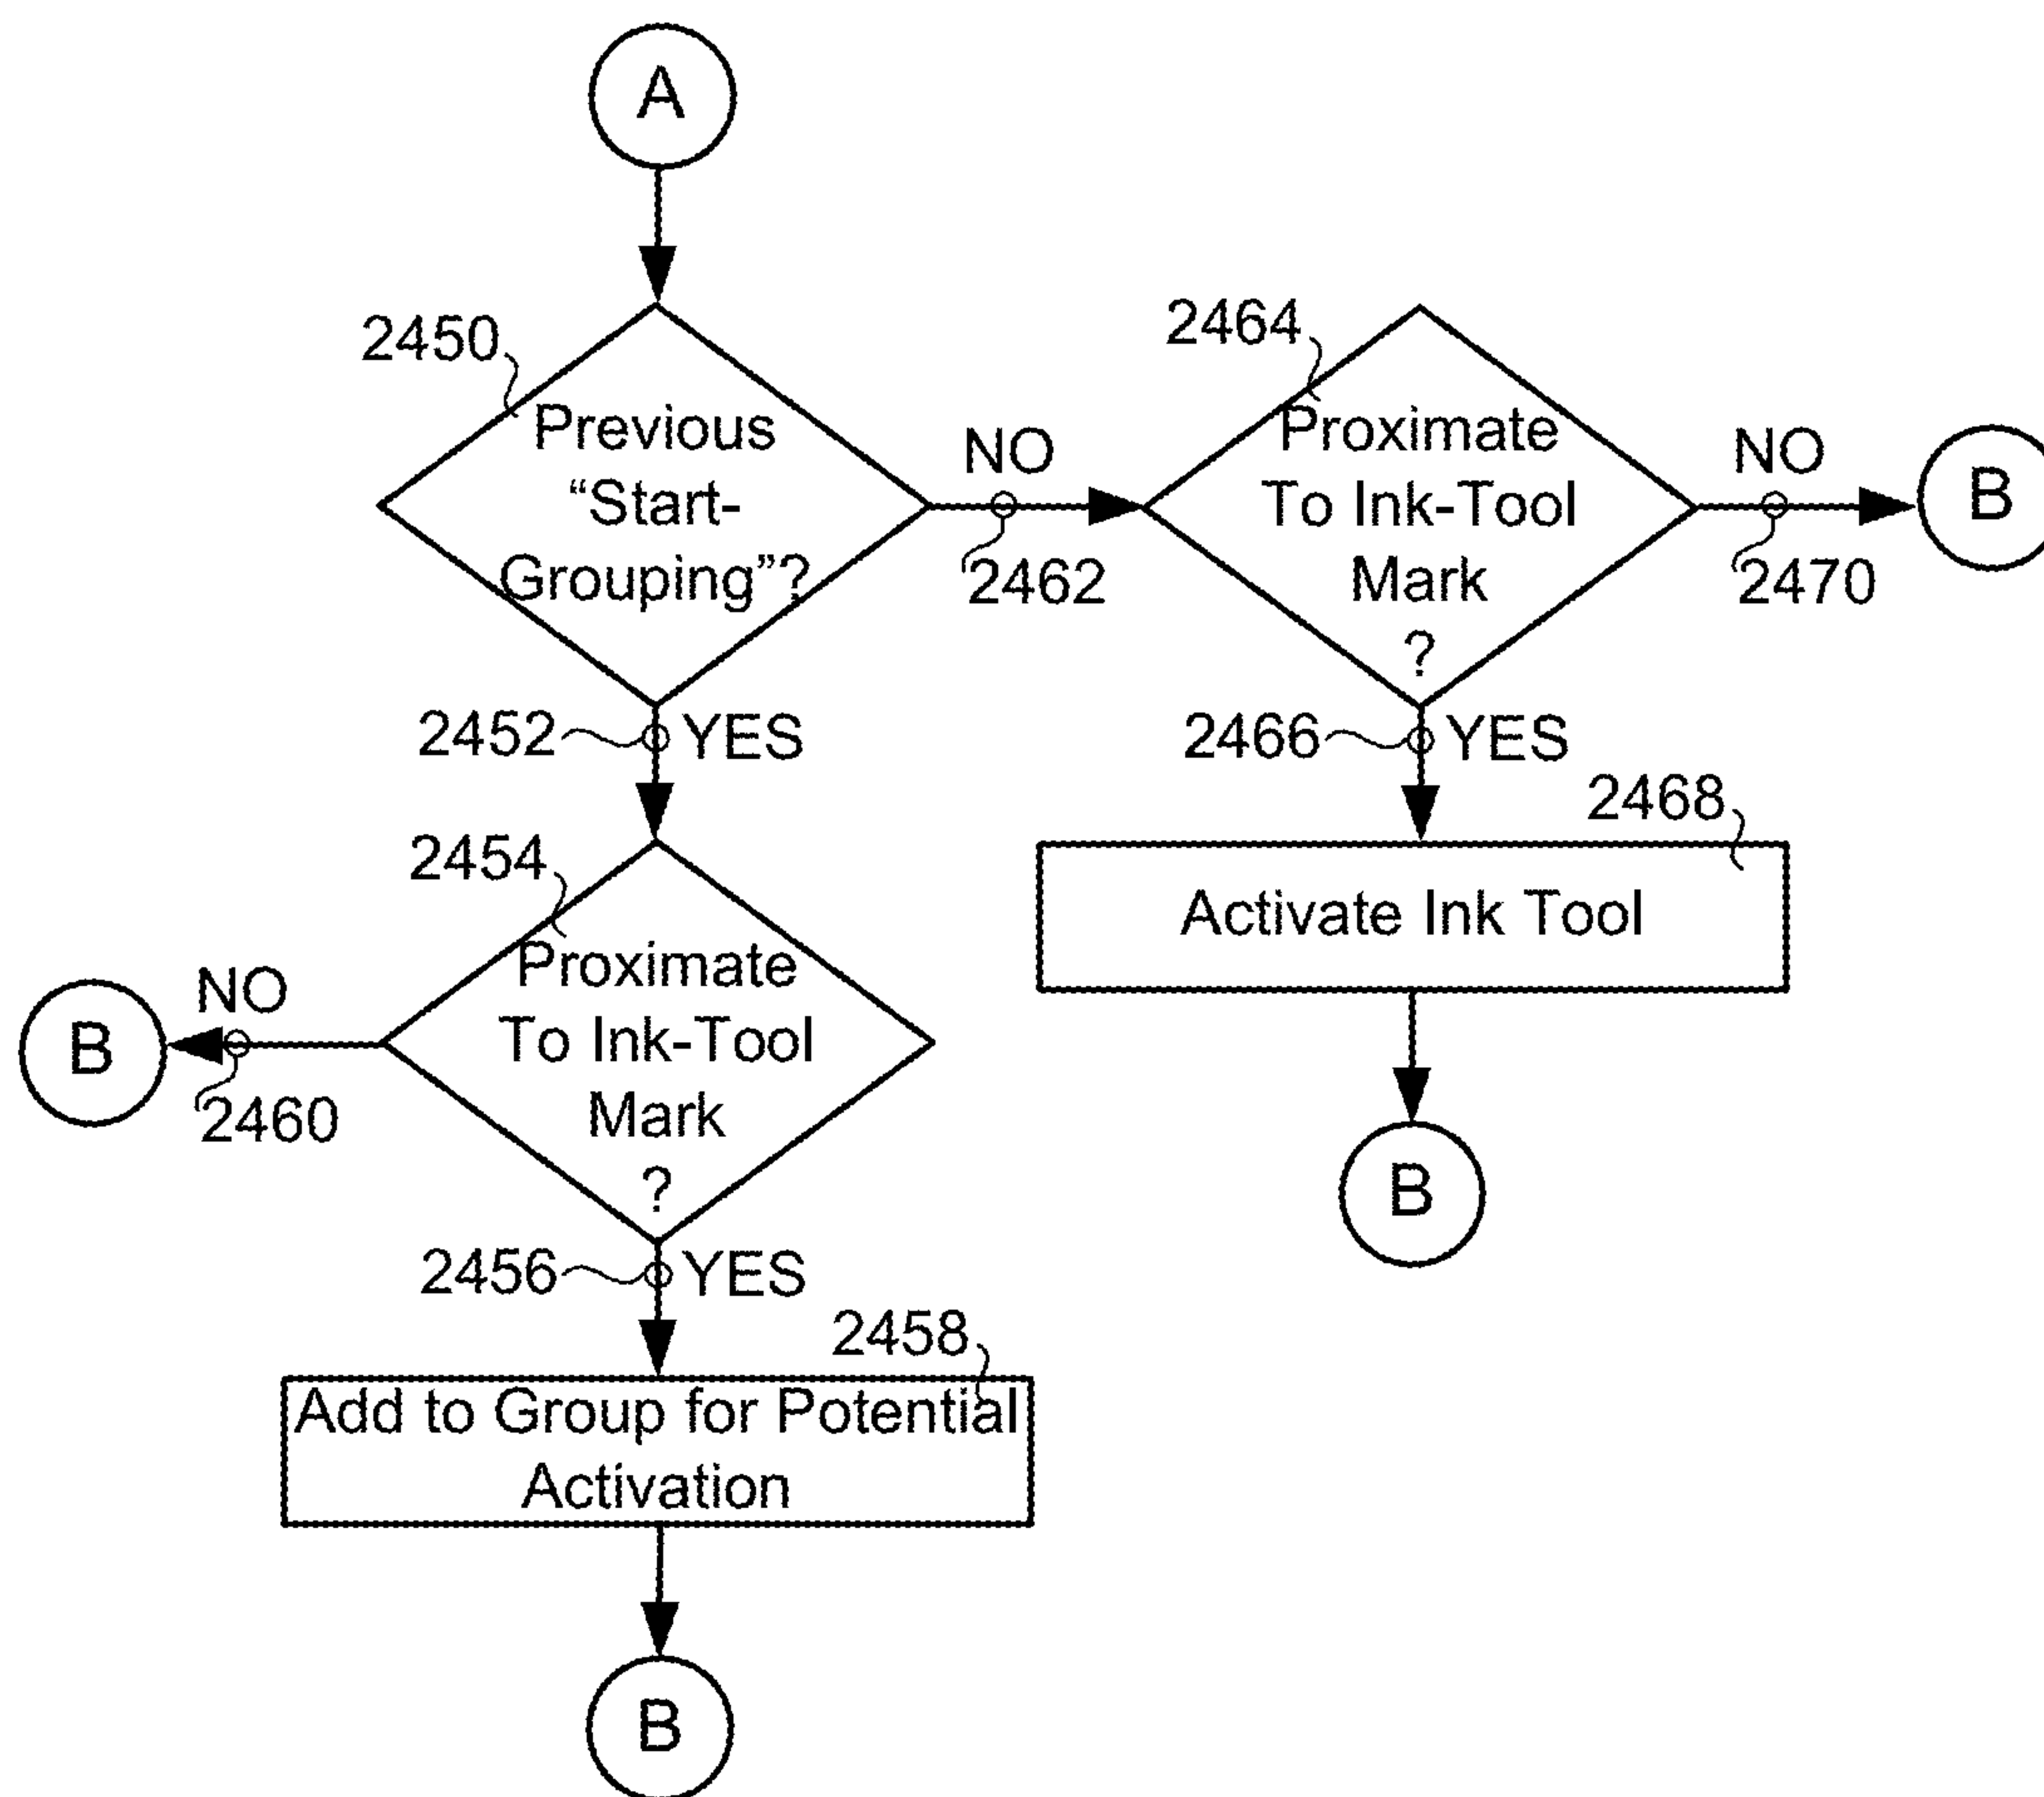 A
2450
Previous
“Start-
Grouping”?
NO
2462
2464
Proximate
To Ink-Tool
Mark
?
NO
2470
B
2452
YES
2466
YES
2468
Activate Ink Tool
B
2454
Proximate
To Ink-Tool
Mark
?
NO
2460
B
2456
YES
2458
Add to Group for Potential
Activation
B